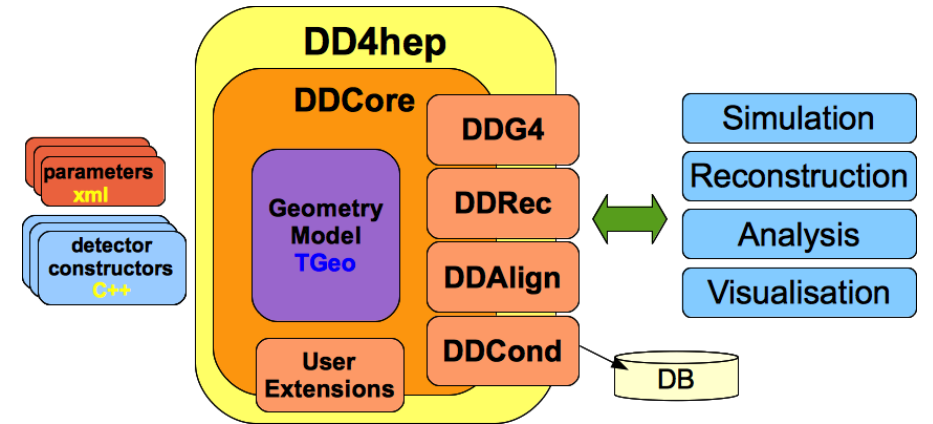 DD4hep
DDCore
parameters
xml
detector
constructors
C++
Geometry
Model
TGeo
User
Extensions
DDG4
DDRec
DDAlign
DDCond
Simulation
Reconstruction
Analysis
Visualisation
DB